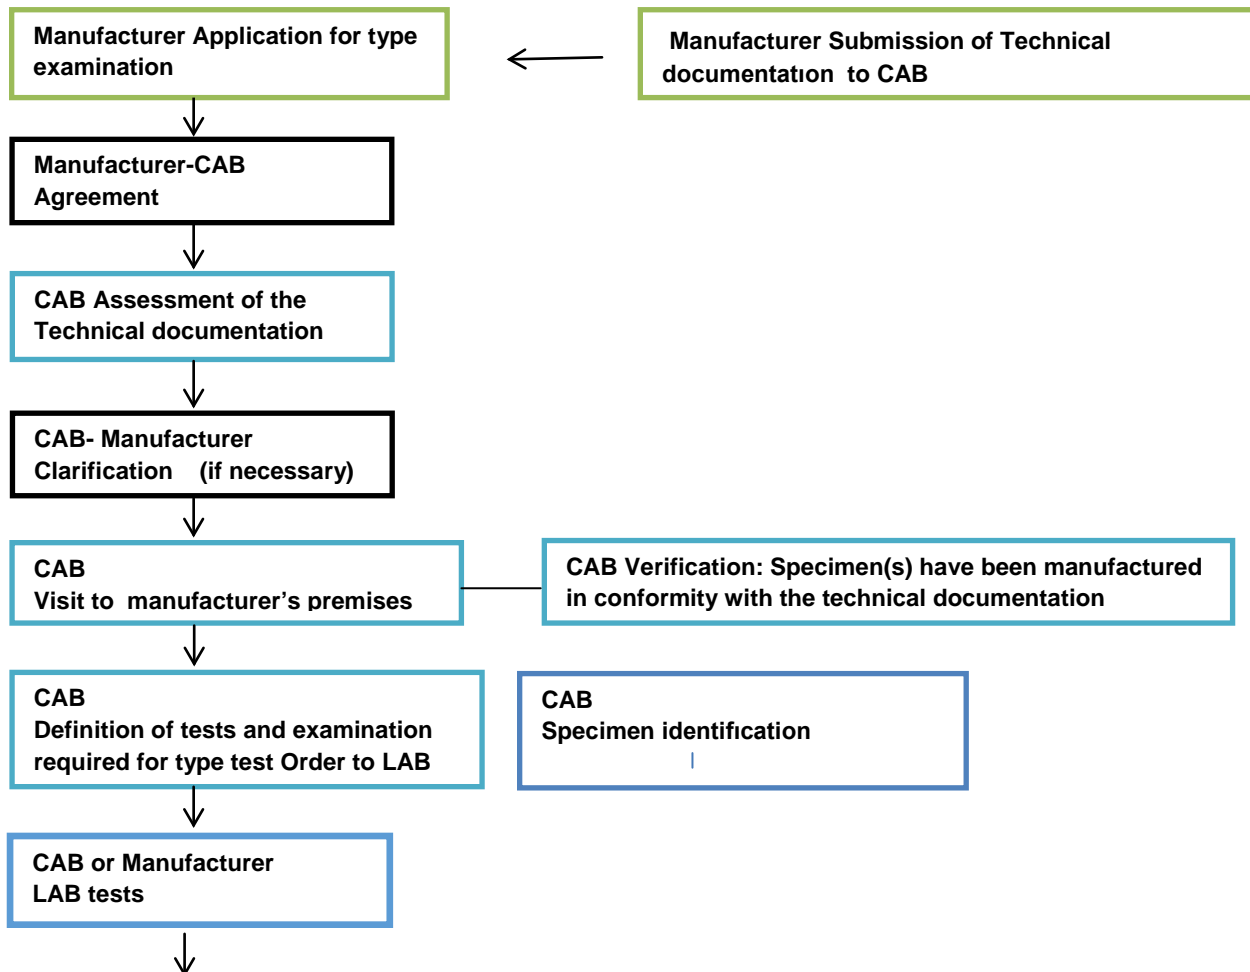 Manufacturer Application for type
examination
Manufacturer Submission of Technical
documentation to CAB
Manufacturer-CAB
Agreement
CAB Assessment of the
Technical documentation
CAB- Manufacturer
Clarification (if necessary)
CAB
Visit to manufacturer’s premises
CAB Verification: Specimen(s) have been manufactured
in conformity with the technical documentation
CAB
Definition of tests and examination
required for type test Order to LAB
CAB
Specimen identification
CAB or Manufacturer
LAB tests